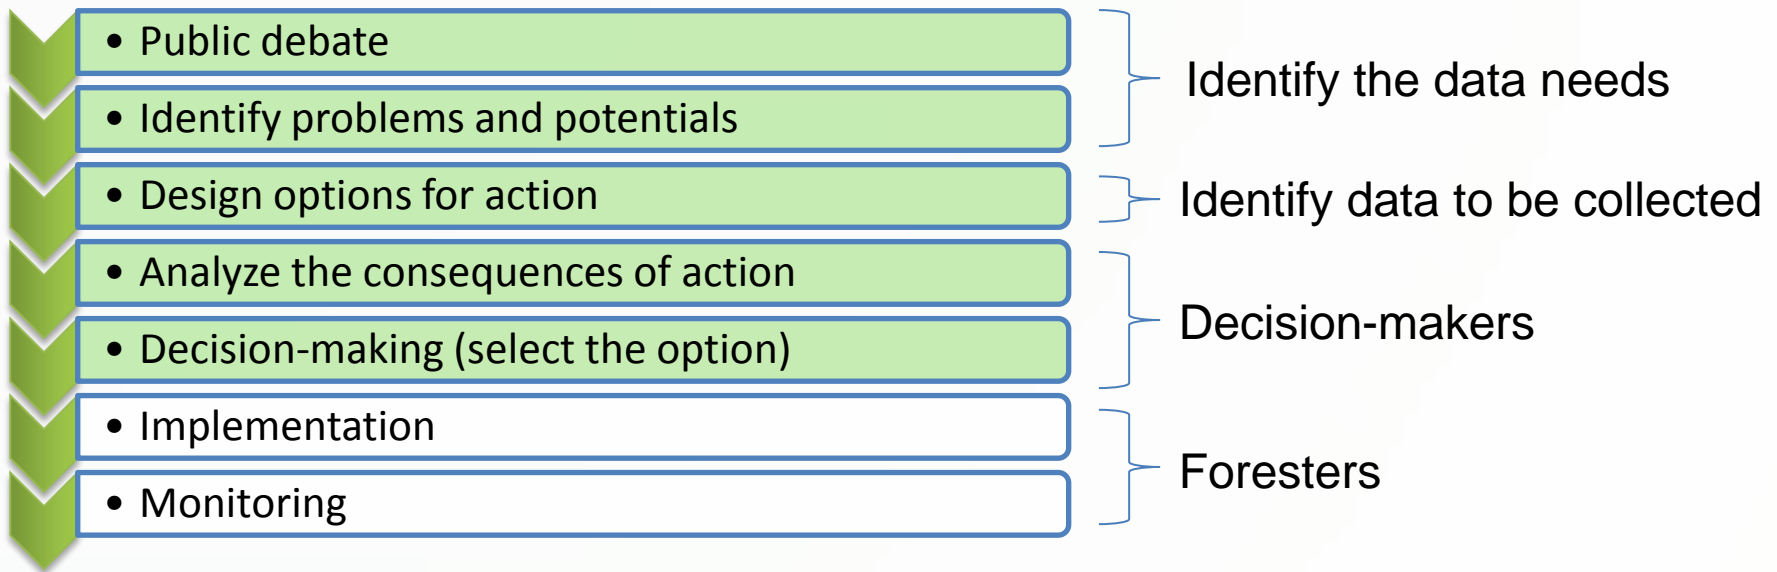 • Public debate
• Identify problems and potentials
Identify the data needs
• Design options for action
Identify data to be collected
• Analyze the consequences of action
• Decision-making (select the option)
Decision-makers
• Implementation
• Monitoring
Foresters